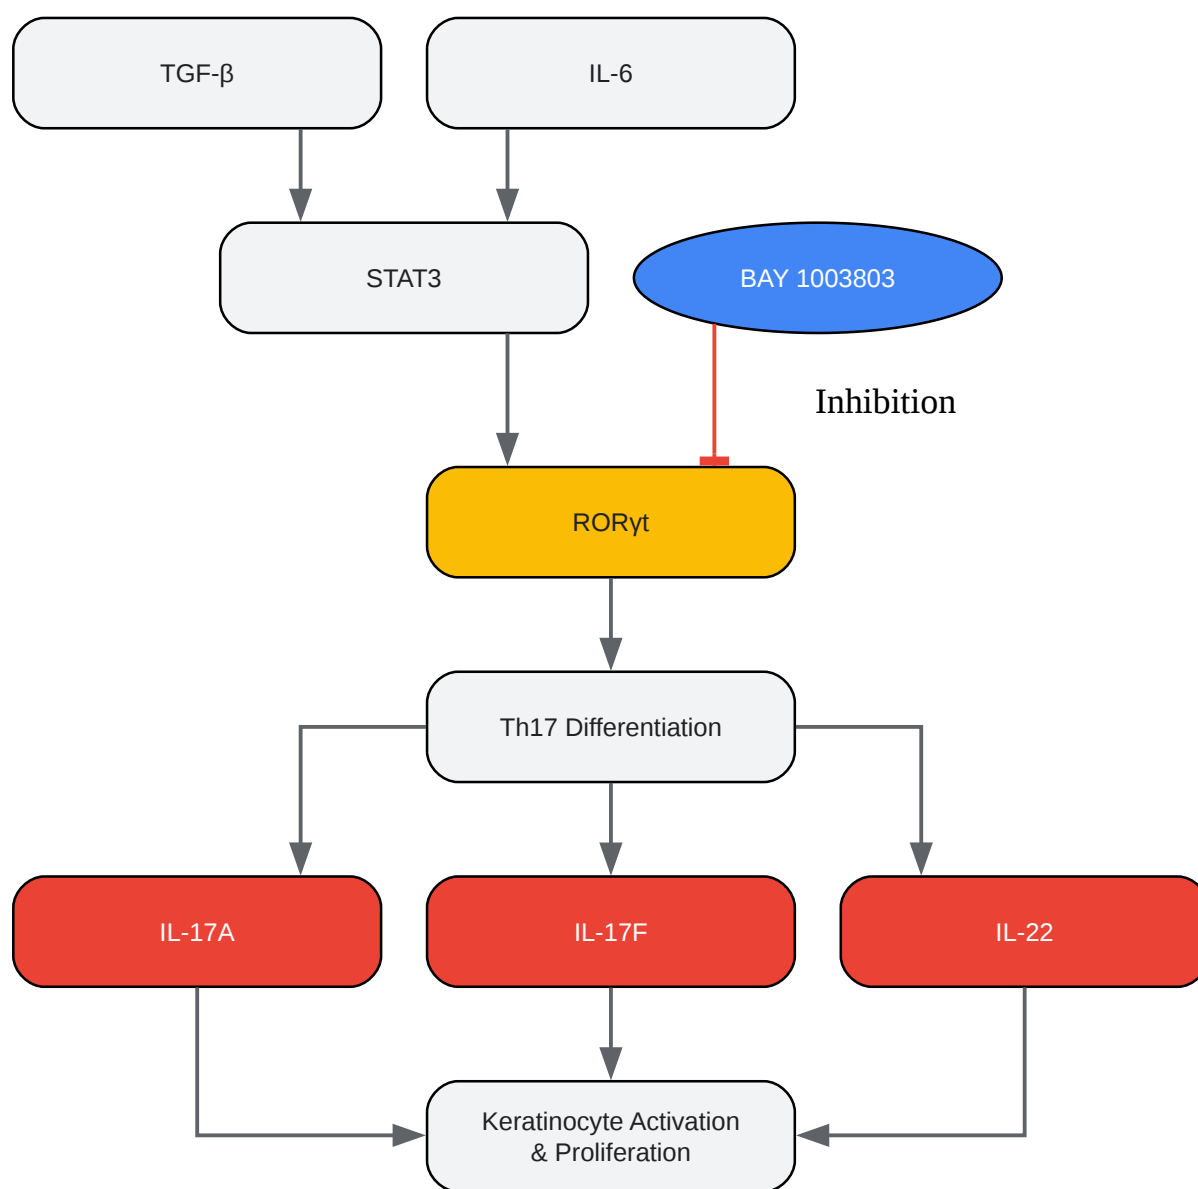 TGF-β
IL-6
STAT3
BAY 1003803
Inhibition
RORγt
Th17 Differentiation
IL-17A
IL-17F
IL-22
Keratinocyte Activation
& Proliferation